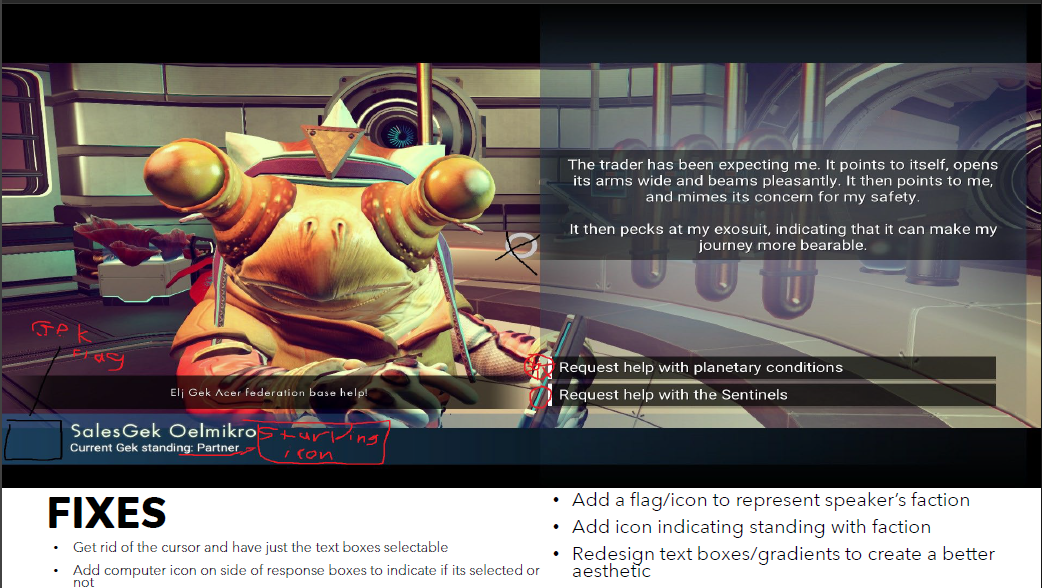 The trader has been expecting me. It points to itself, opens
its arms wide and beams pleasantly. It then points to me,
and mimes its concern for my safety.
It then pecks at my exosuit, indicating that it can make my
journey more bearable.
Gek
Flag
Request help with planetary conditions
Request help with the Sentinels
Elj Gek Acer federation base help!
SalesGek Oelmikro
Current Gek standing: Partner
icon
FIXES
• Get rid of the cursor and have just the text boxes selectable
• Add computer icon on side of response boxes to indicate if its selected or
not
• Add a flag/icon to represent speaker's faction
• Add icon indicating standing with faction
• Redesign text boxes/gradients to create a better
aesthetic